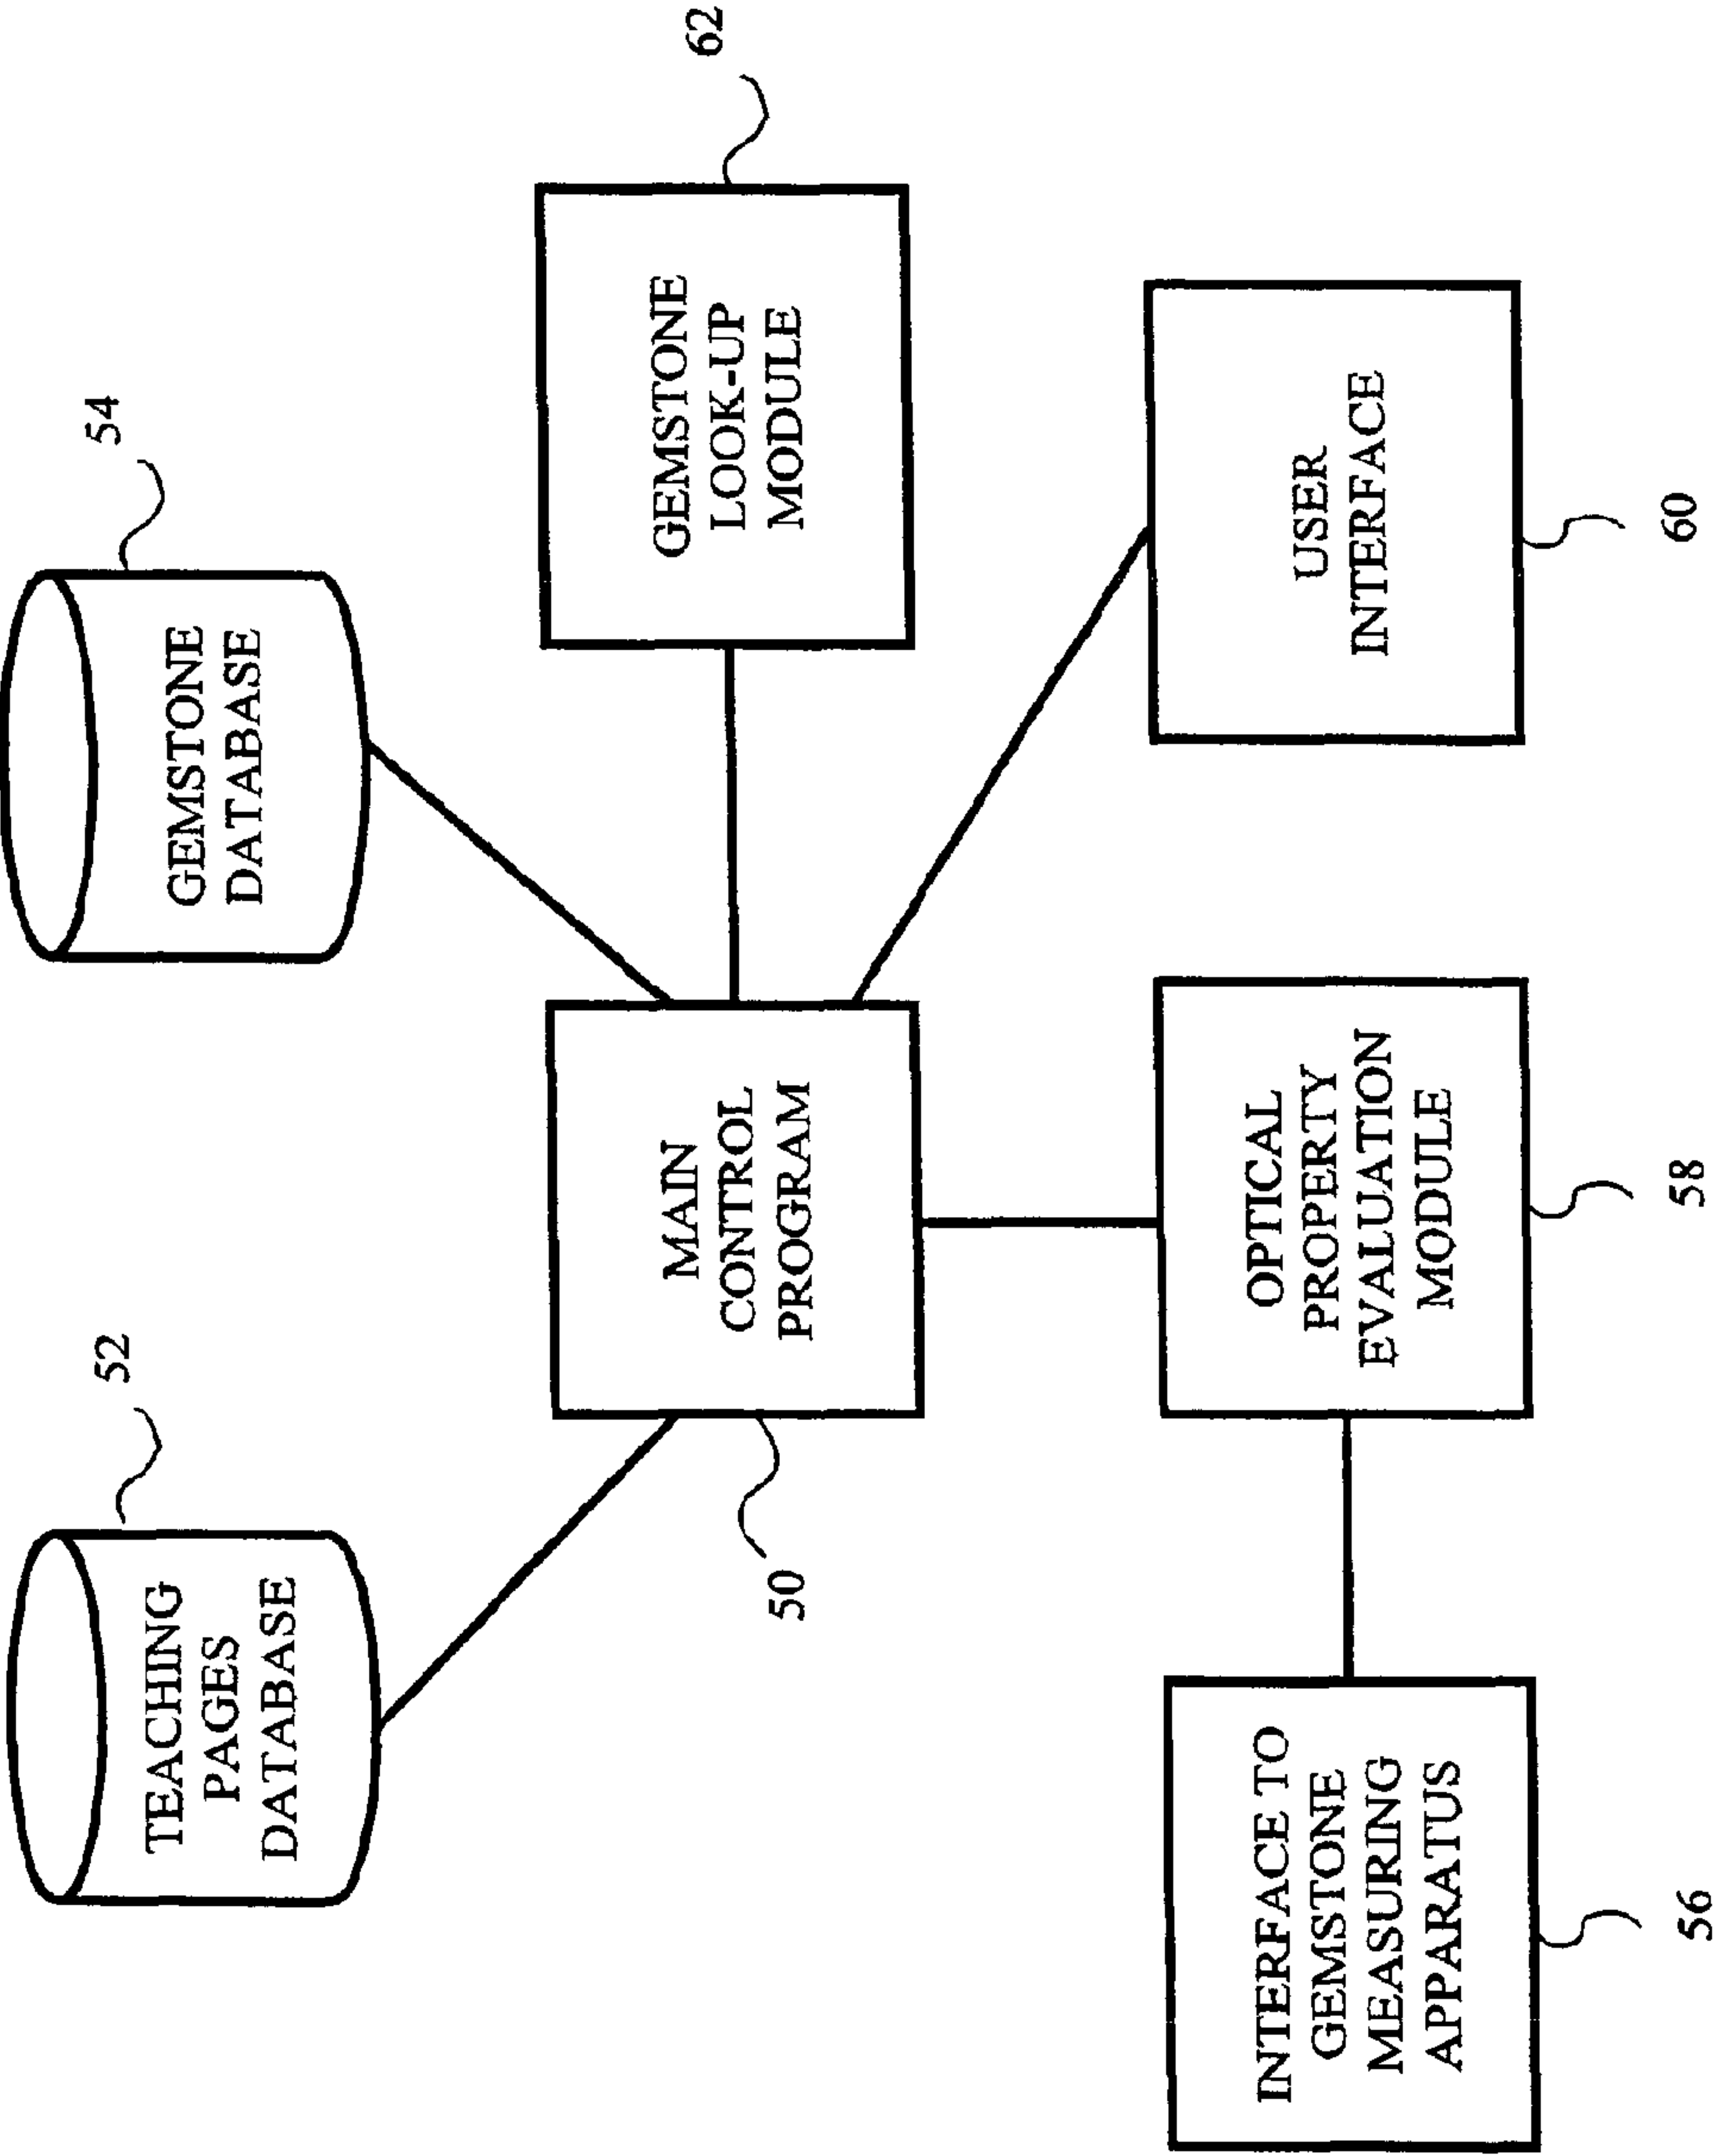 52
TEACHING
PAGES
DATABASE
54
GEMSTONE
DATABASE
MAIN
CONTROL
PROGRAM
50
GEMSTONE
LOOK-UP
MODULE
62
INTERFACE TO
GEMSTONE
MEASURING
APPARATUS
56
OPTICAL
PROPERTY
EVALUATION
MODULE
58
USER
INTERFACE
60